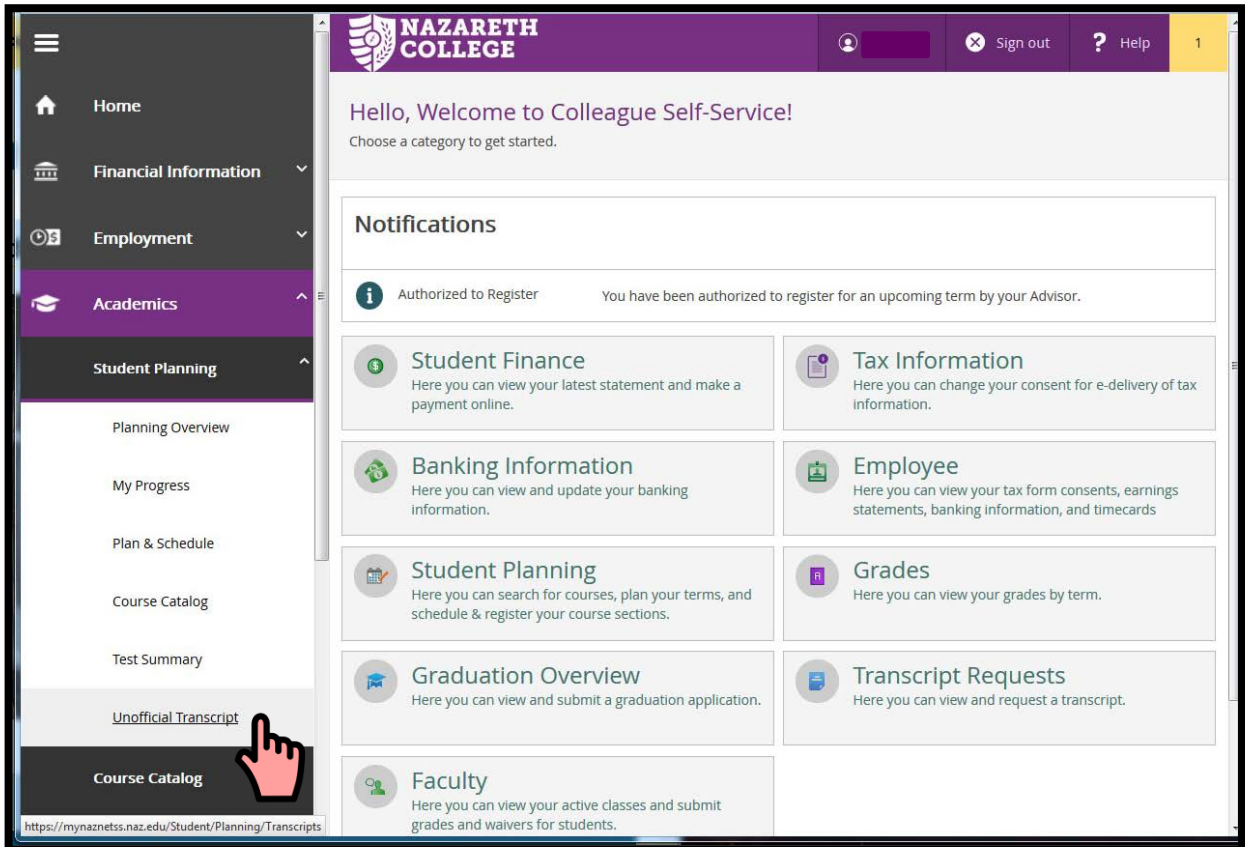 NAZARETH
COLLEGE
Sign out
? Help
1
Home
Financial Information
Employment
Academics
Student Planning
Planning Overview
My Progress
Plan & Schedule
Course Catalog
Test Summary
Unofficial Transcript
Course Catalog
https://mynaznetss.naz.edu/Student/Planning/Transcripts
Hello, Welcome to Colleague Self-Service!
Choose a category to get started.
Notifications
i
Authorized to Register You have been authorized to register for an upcoming term by your Advisor.
Student Finance
Here you can view your latest statement and make a
payment online.
Tax Information
Here you can change your consent for e-delivery of tax
information.
Banking Information
Here you can view and update your banking
information.
Employee
Here you can view your tax form consents, earnings
statements, banking information, and timecards
Student Planning
Here you can search for courses, plan your terms, and
schedule & register your course sections.
Grades
Here you can view your grades by term.
Graduation Overview
Here you can view and submit a graduation application.
Transcript Requests
Here you can view and request a transcript.
Faculty
Here you can view your active classes and submit
grades and waivers for students.